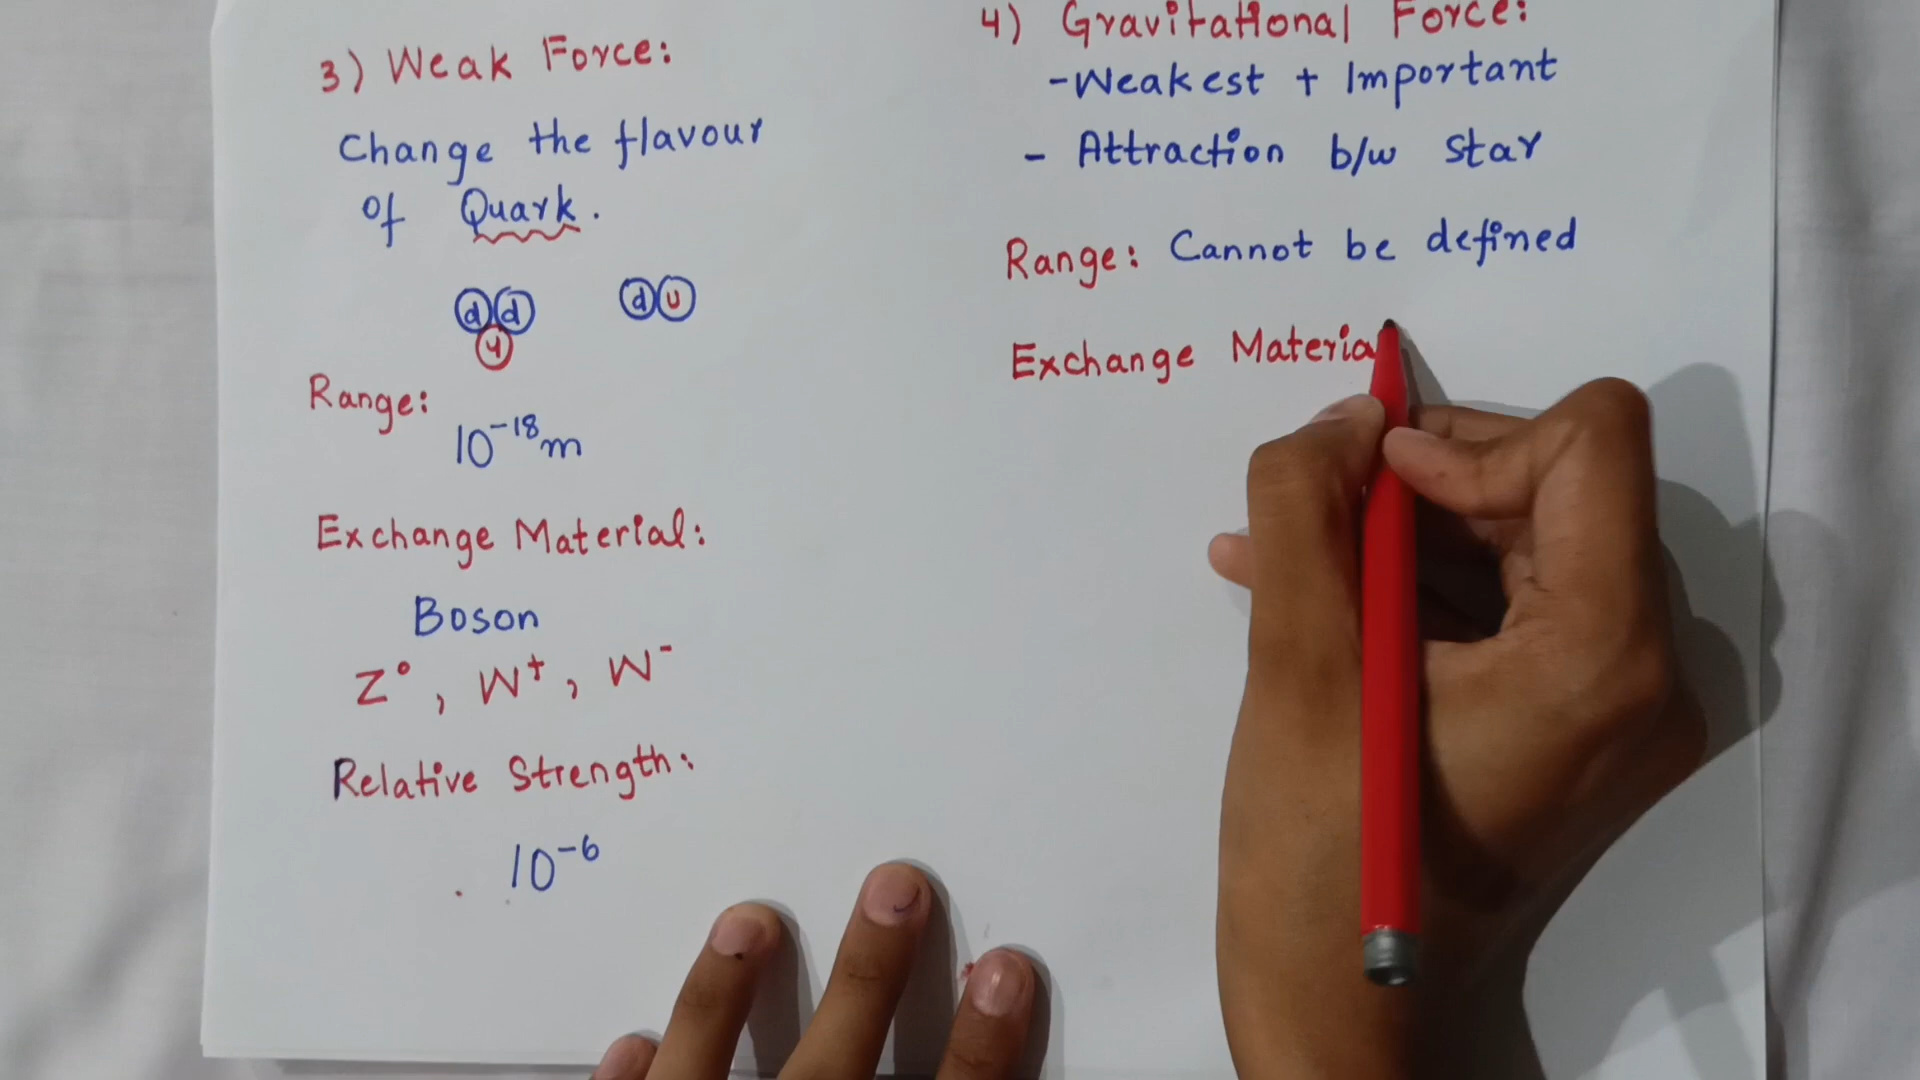 3) Weak Force:
Change the flavour
of Quark.
d d d u
u
Range:
10⁻¹⁸m
Exchange Material:
Boson
Z°, W⁺, W⁻
Relative Strength:
10⁻⁶
4) Gravitational Force:
-Weakest + Important
- Attraction b/w star
Range: Cannot be defined
Exchange Materia